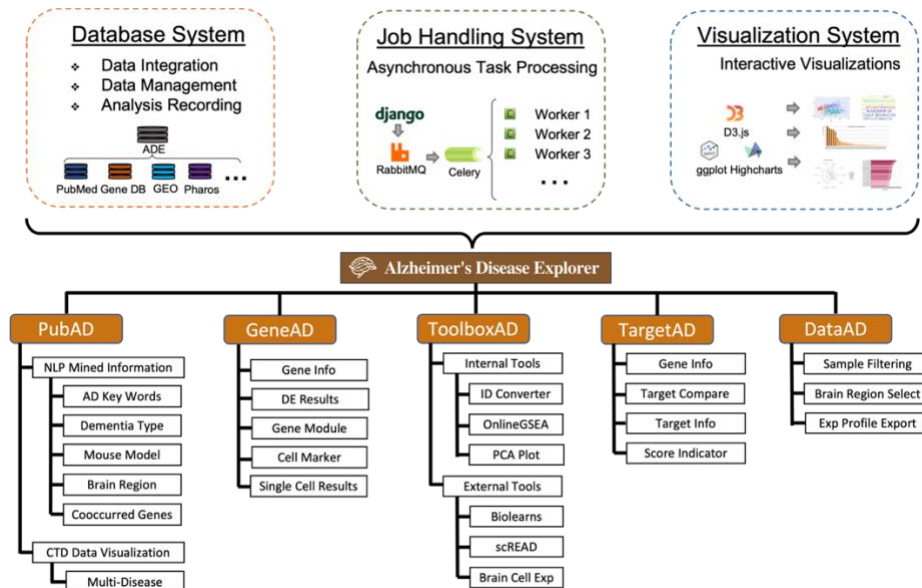 Database System
Data Integration
Data Management
Analysis Recording
ADE
PubMed
Gene DB
GEO
Pharos
...
Job Handling System
Asynchronous Task Processing
django
RabbitMQ
Celery
C Worker 1
C Worker 2
C Worker 3
...
Visualization System
Interactive Visualizations
D3
D3.js
ggplot Highcharts
Alzheimer's Disease Explorer
PubAD
NLP Mined Information
AD Key Words
Dementia Type
Mouse Model
Brain Region
Cooccurred Genes
CTD Data Visualization
Multi-Disease
GeneAD
Gene Info
DE Results
Gene Module
Cell Marker
Single Cell Results
ToolboxAD
Internal Tools
ID Converter
OnlineGSEA
PCA Plot
External Tools
Biolearns
scREAD
Brain Cell Exp
TargetAD
Gene Info
Target Compare
Target Info
Score Indicator
DataAD
Sample Filtering
Brain Region Select
Exp Profile Export